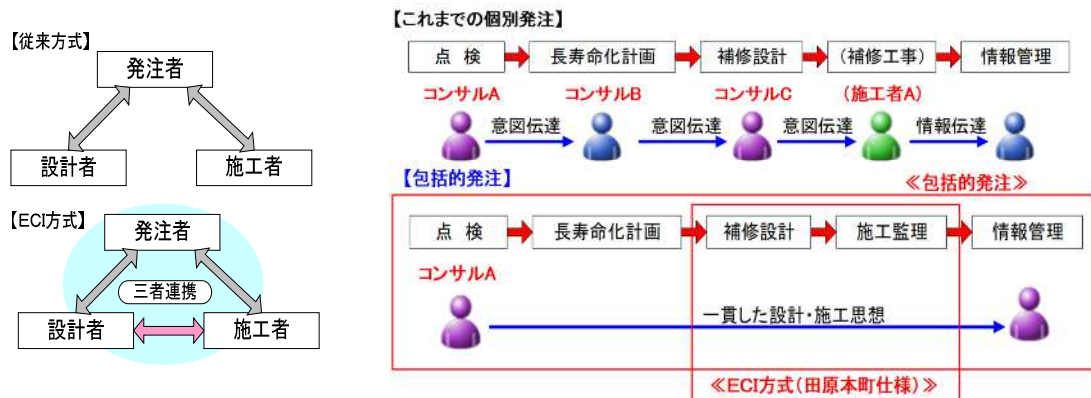 【従来方式】
発注者
設計者
施工者
【ECI方式】
発注者
三者連携
設計者
施工者
【これまでの個別発注】
点 検
長寿命化計画
補修設計
(補修工事)
情報管理
コンサルA
コンサルB
コンサルC
(施工者A)
意図伝達
意図伝達
意図伝達
情報伝達
【包括的発注】
≪包括的発注≫
点 検
長寿命化計画
補修設計
施工監理
情報管理
コンサルA
一貫した設計・施工思想
≪ECI方式(田原本町仕様)≫